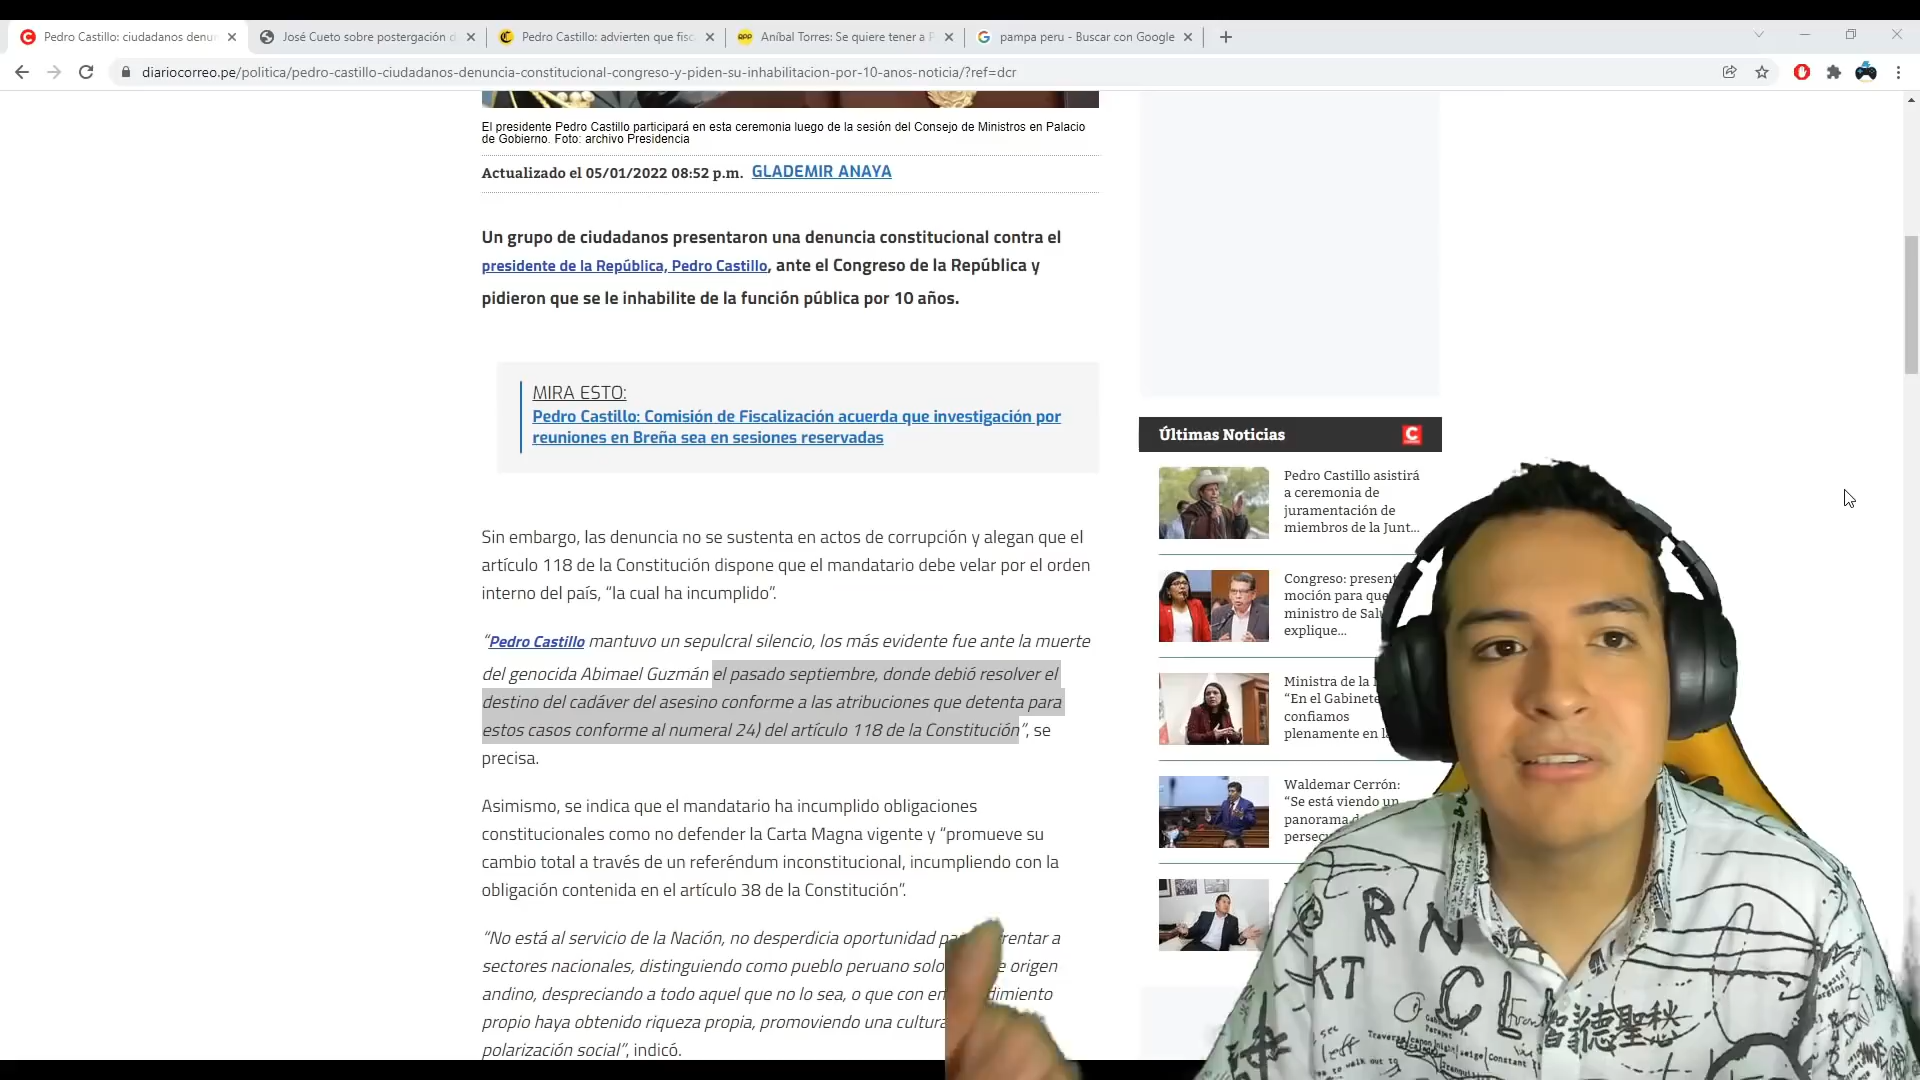 Pedro Castillo: ciudadanos denun
José Cueto sobre postergación d
Pedro Castillo: advierten que fisc
Aníbal Torres: Se quiere tener a P
pampa peru - Buscar con Google
diariocorreo.pe/politica/pedro-castillo-ciudadanos-denuncia-constitucional-congreso-y-piden-su-inhabilitacion-por-10-anos-noticia/?ref=dcr
El presidente Pedro Castillo participará en esta ceremonia luego de la sesión del Consejo de Ministros en Palacio
de Gobierno. Foto: archivo Presidencia
Actualizado el 05/01/2022 08:52 p.m. GLADEMIR ANAYA
Un grupo de ciudadanos presentaron una denuncia constitucional contra el
presidente de la República, Pedro Castillo, ante el Congreso de la República y
pidieron que se le inhabilite de la función pública por 10 años.
MIRA ESTO:
Pedro Castillo: Comisión de Fiscalización acuerda que investigación por
reuniones en Breña sea en sesiones reservadas
Sin embargo, las denuncia no se sustenta en actos de corrupción y alegan que el
artículo 118 de la Constitución dispone que el mandatario debe velar por el orden
interno del país, “la cual ha incumplido”.
“Pedro Castillo mantuvo un sepulcral silencio, los más evidente fue ante la muerte
del genocida Abimael Guzmán el pasado septiembre, donde debió resolver el
destino del cadáver del asesino conforme a las atribuciones que detenta para
estos casos conforme al numeral 24) del artículo 118 de la Constitución”, se
precisa.
Asimismo, se indica que el mandatario ha incumplido obligaciones
constitucionales como no defender la Carta Magna vigente y “promueve su
cambio total a través de un referéndum inconstitucional, incumpliendo con la
obligación contenida en el artículo 38 de la Constitución”.
“No está al servicio de la Nación, no desperdicia oportunidad pa rentar a
sectores nacionales, distinguiendo como pueblo peruano solo e origen
andino, despreciando a todo aquel que no lo sea, o que con en dimiento
propio haya obtenido riqueza propia, promoviendo una cultura
polarización social”, indicó.
Últimas Noticias
Pedro Castillo asistirá
a ceremonia de
juramentación de
miembros de la Junt...
Congreso: present
moción para que
ministro de Salu
explique...
Ministra de la
“En el Gabinete
confiamos
plenamente en l
Waldemar Cerrón:
“Se está viendo un
panorama d
persec
RN
KT
CL